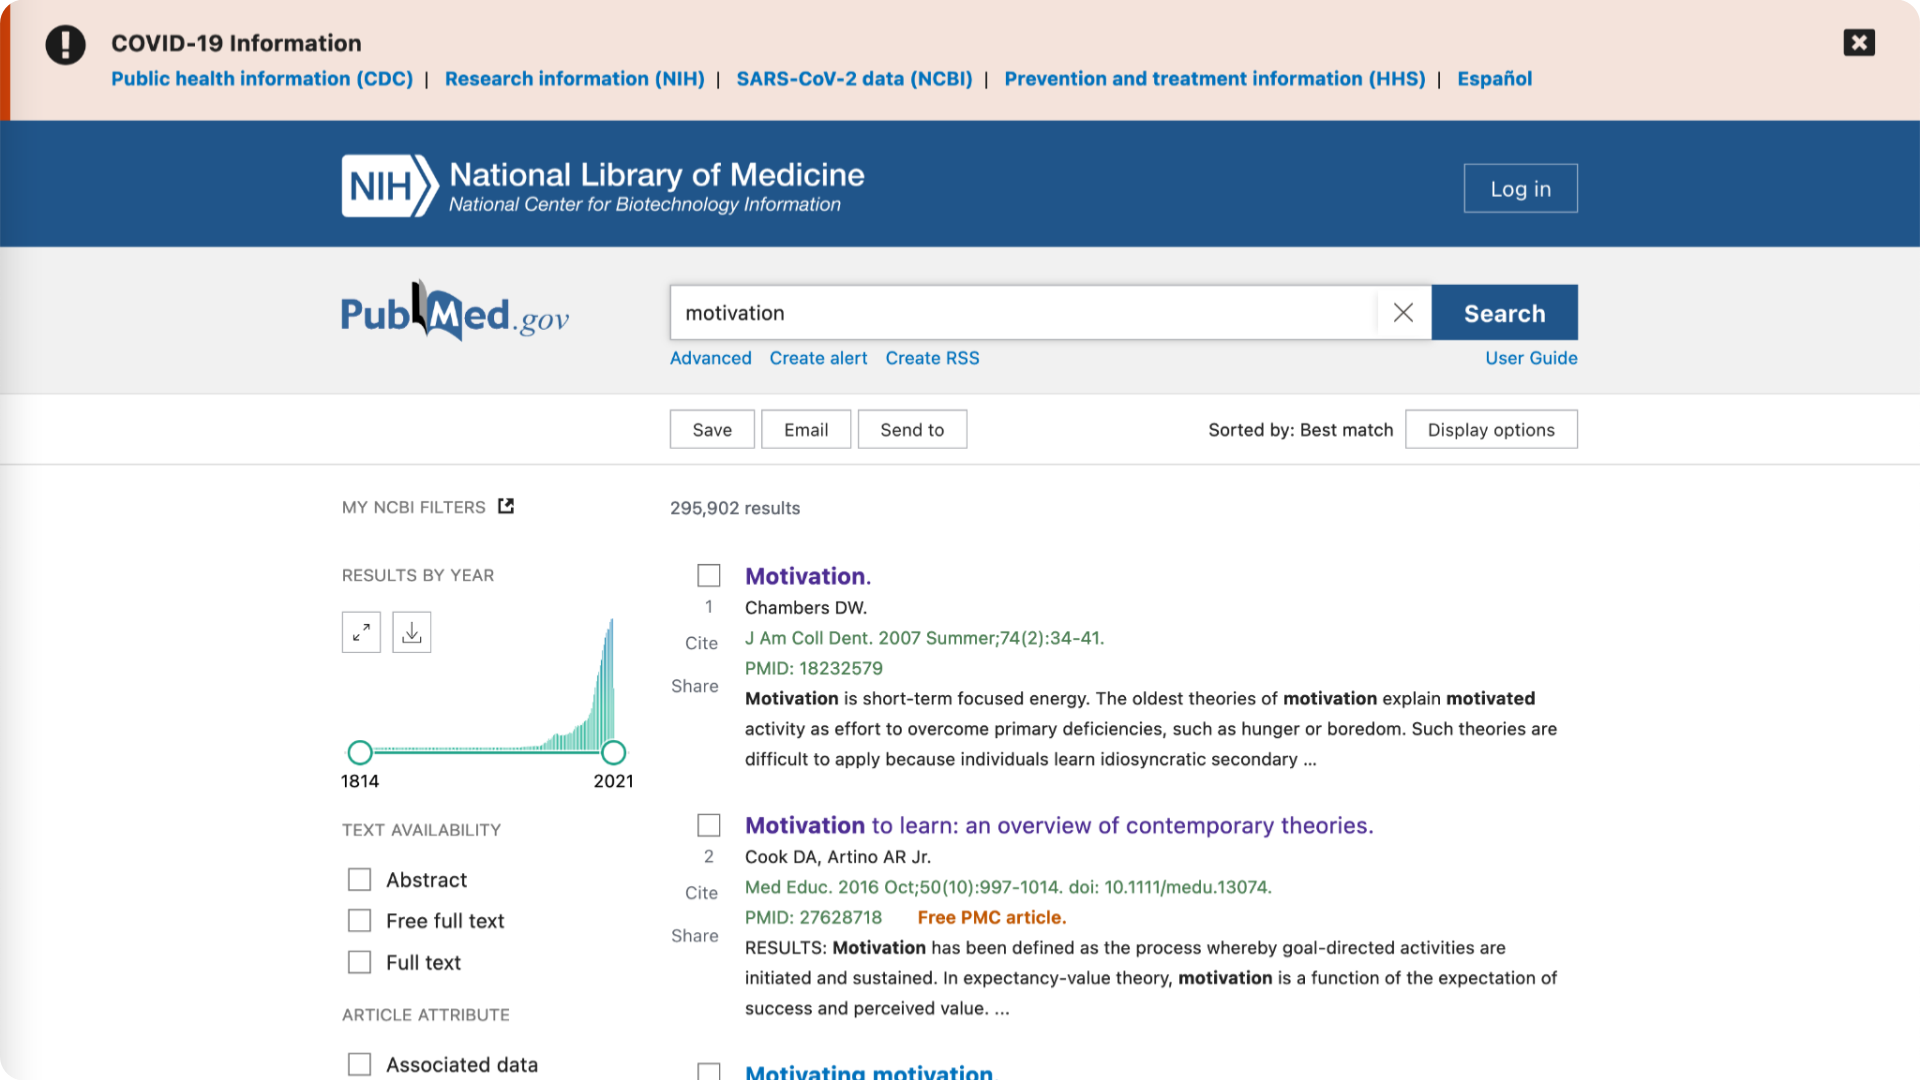 COVID-19 Information
Public health information (CDC) | Research information (NIH) | SARS-CoV-2 data (NCBI) | Prevention and treatment information (HHS) | Español
NIH National Library of Medicine
National Center for Biotechnology Information
Log in
PubMed.gov
motivation
Search
Advanced Create alert Create RSS
User Guide
Save Email Send to
Sorted by: Best match Display options
MY NCBI FILTERS
295,902 results
RESULTS BY YEAR
1814 2021
TEXT AVAILABILITY
Abstract
Free full text
Full text
ARTICLE ATTRIBUTE
Associated data
Motivation.
1
Chambers DW.
Cite
J Am Coll Dent. 2007 Summer;74(2):34-41.
PMID: 18232579
Share
Motivation is short-term focused energy. The oldest theories of motivation explain motivated
activity as effort to overcome primary deficiencies, such as hunger or boredom. Such theories are
difficult to apply because individuals learn idiosyncratic secondary ...
Motivation to learn: an overview of contemporary theories.
2
Cook DA, Artino AR Jr.
Cite
Med Educ. 2016 Oct;50(10):997-1014. doi: 10.1111/medu.13074.
PMID: 27628718 Free PMC article.
Share
RESULTS: Motivation has been defined as the process whereby goal-directed activities are
initiated and sustained. In expectancy-value theory, motivation is a function of the expectation of
success and perceived value. ...
Motivating motivation.